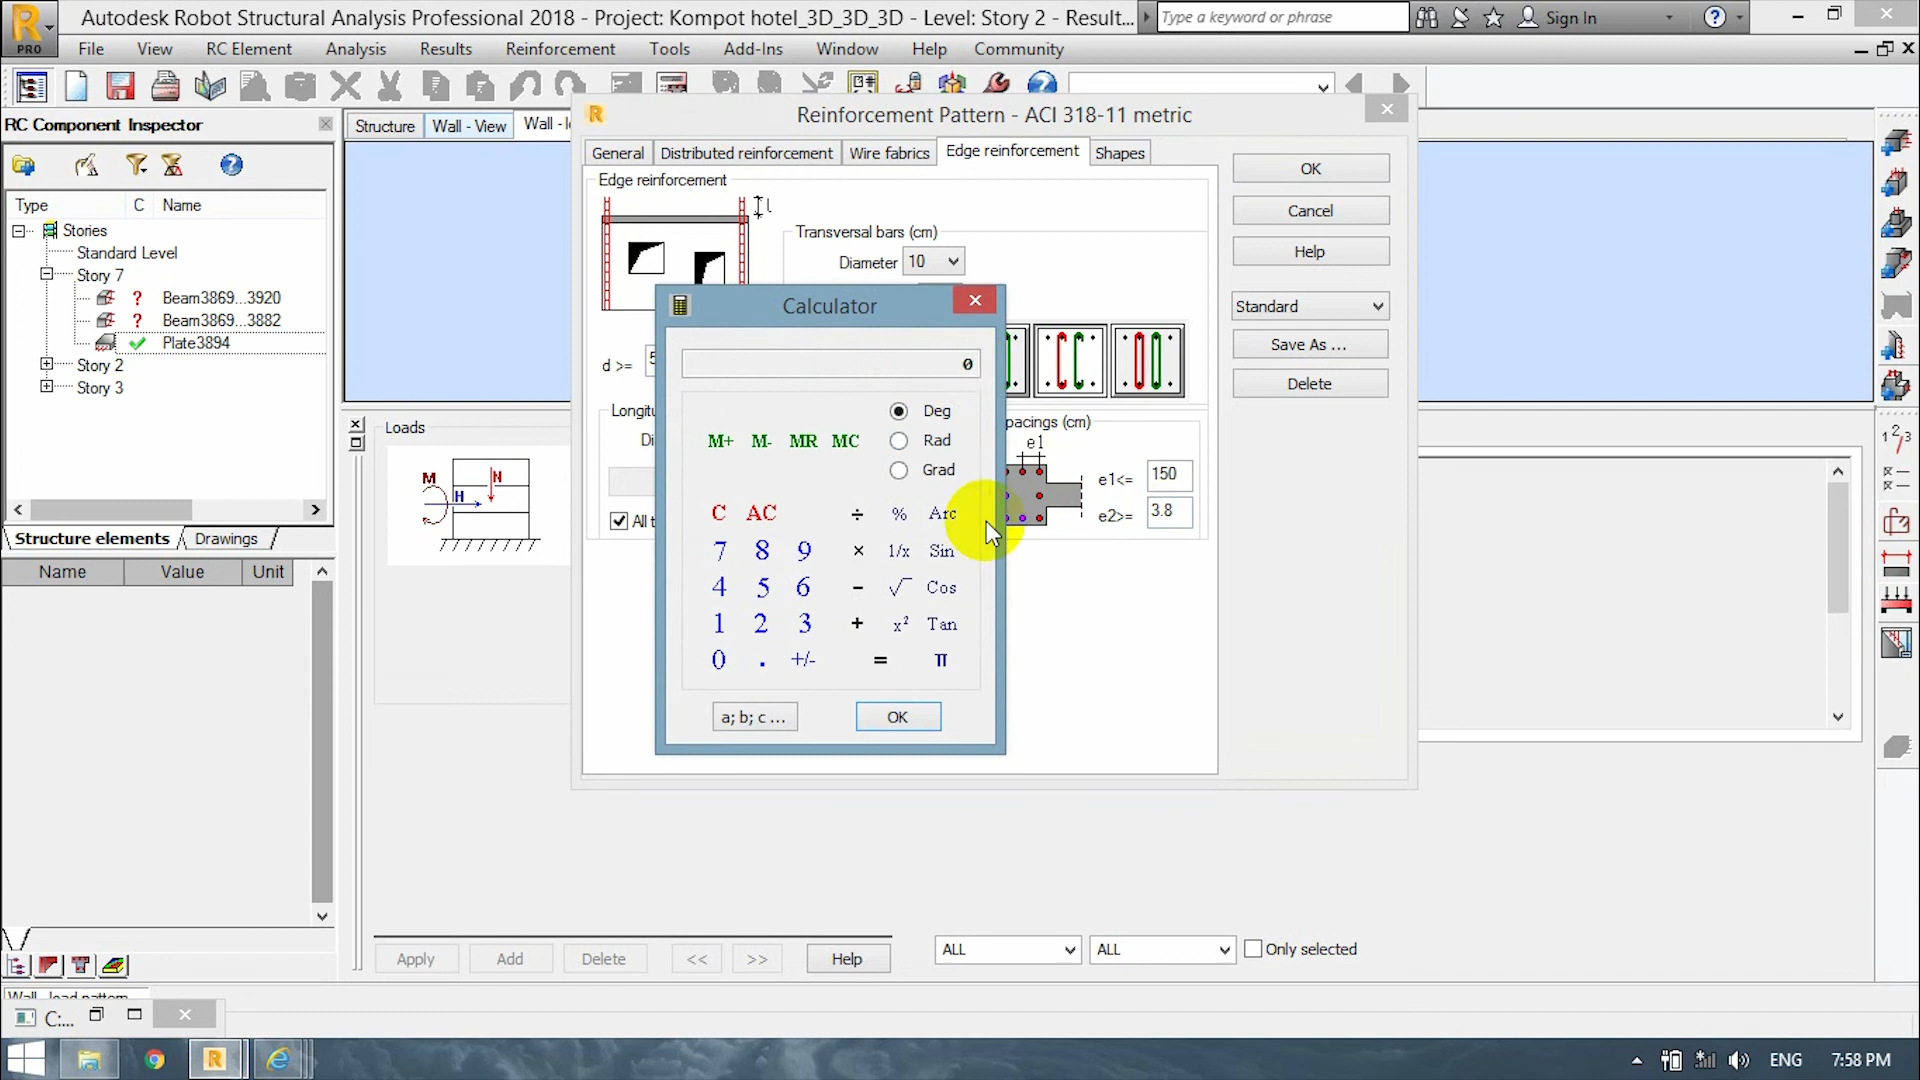 Autodesk Robot Structural Analysis Professional 2018 - Project: Kompot hotel_3D_3D_3D - Level: Story 2 - Result...
Type a keyword or phrase
Sign In
PRO
File View RC Element Analysis Results Reinforcement Tools Add-Ins Window Help Community
RC Component Inspector
Type C Name
Stories
Standard Level
Story 7
? Beam3869...3920
? Beam3869...3882
Plate3894
Story 2
Story 3
Structure elements Drawings
Name Value Unit
Structure Wall - View
Loads
M N
H
Reinforcement Pattern - ACI 318-11 metric
General Distributed reinforcement Wire fabrics Edge reinforcement Shapes
Edge reinforcement
Transversal bars (cm)
Diameter 10
d >=
e1
e1<= 150
e2>= 3.8
OK
Cancel
Help
Standard
Save As ...
Delete
Calculator
0
Deg
Rad
Grad
M+ M- MR MC
C AC ÷ % Arc
7 8 9 × 1/x Sin
4 5 6 - √ Cos
1 2 3 + x² Tan
0 . +/- = π
a; b; c ...
OK
Apply Add Delete << >> Help
ALL ALL Only selected
C:...
ENG 7:58 PM